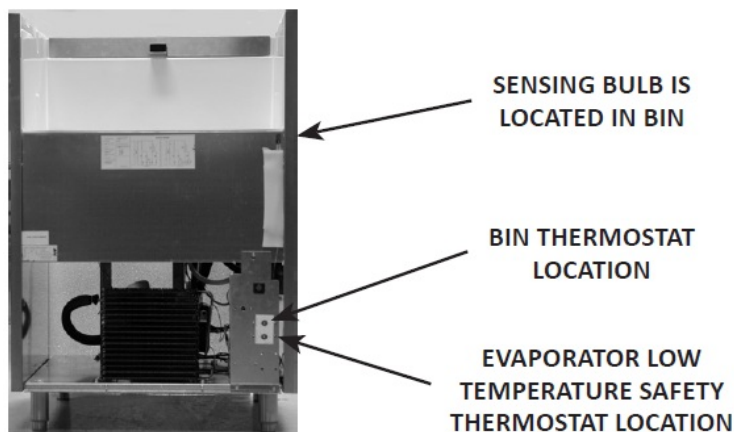 SENSING BULB IS
LOCATED IN BIN
BIN THERMOSTAT
LOCATION
EVAPORATOR LOW
TEMPERATURE SAFETY
THERMOSTAT LOCATION